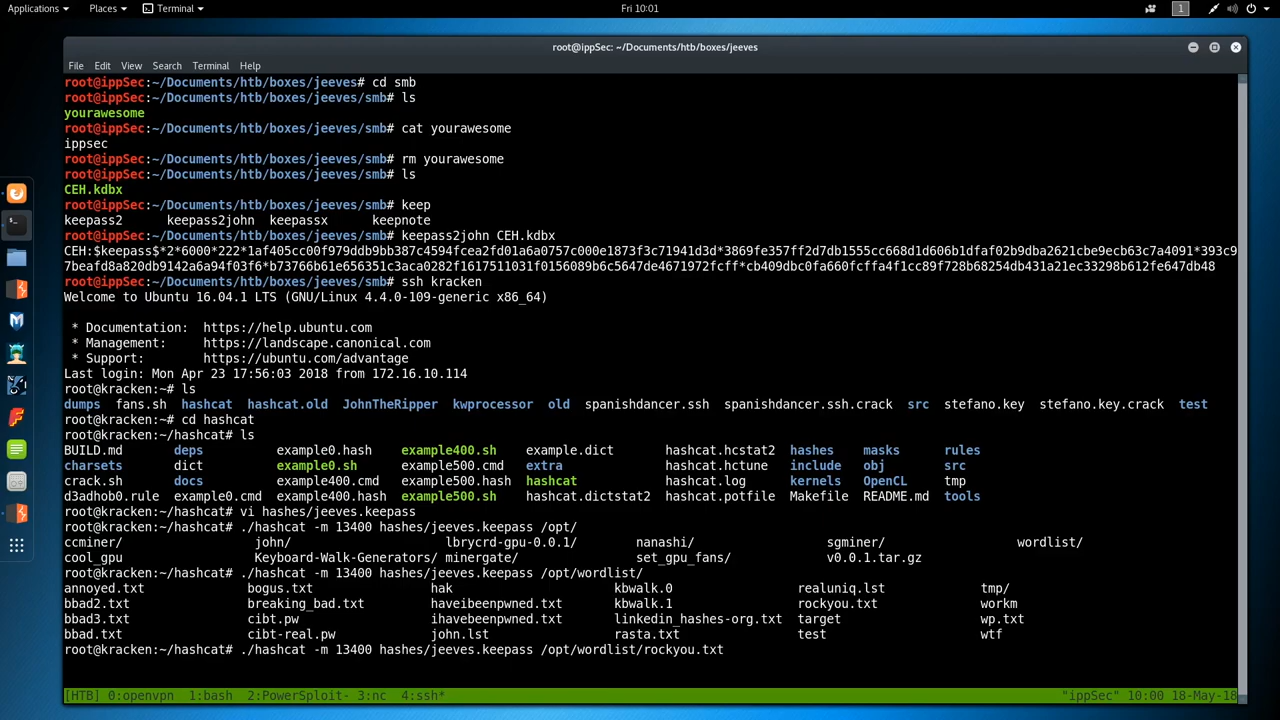 Applications Places Terminal Fri 10:01 1
root@ippSec: ~/Documents/htb/boxes/jeeves
File Edit View Search Terminal Help
root@ippSec:~/Documents/htb/boxes/jeeves# cd smb
root@ippSec:~/Documents/htb/boxes/jeeves/smb# ls
yourawesome
root@ippSec:~/Documents/htb/boxes/jeeves/smb# cat yourawesome
ippsec
root@ippSec:~/Documents/htb/boxes/jeeves/smb# rm yourawesome
root@ippSec:~/Documents/htb/boxes/jeeves/smb# ls
CEH.kdbx
root@ippSec:~/Documents/htb/boxes/jeeves/smb# keep
keepass2 keepass2john keepassx keepnote
root@ippSec:~/Documents/htb/boxes/jeeves/smb# keepass2john CEH.kdbx
CEH:$keepass$*2*6000*222*1af405cc00f979ddb9bb387c4594fcea2fd01a6a0757c000e1873f3c71941d3d*3869fe357ff2d7db1555cc668d1d606b1dfaf02b9dba2621cbe9ecb63c7a4091*393c9
7beafd8a820db9142a6a94f03f6*b73766b61e656351c3aca0282f1617511031f0156089b6c5647de4671972fcff*cb409dbc0fa660fcffa4f1cc89f728b68254db431a21ec33298b612fe647db48
root@ippSec:~/Documents/htb/boxes/jeeves/smb# ssh kracken
Welcome to Ubuntu 16.04.1 LTS (GNU/Linux 4.4.0-109-generic x86_64)
* Documentation: https://help.ubuntu.com
* Management: https://landscape.canonical.com
* Support: https://ubuntu.com/advantage
Last login: Mon Apr 23 17:56:03 2018 from 172.16.10.114
root@kracken:~# ls
dumps fans.sh hashcat hashcat.old JohnTheRipper kwprocessor old spanishdancer.ssh spanishdancer.ssh.crack src stefano.key stefano.key.crack test
root@kracken:~# cd hashcat
root@kracken:~/hashcat# ls
BUILD.md deps example0.hash example400.sh example.dict hashcat.hcstat2 hashes masks rules
charsets dict example0.sh example500.cmd extra hashcat.hctune include obj src
crack.sh docs example400.cmd example500.hash hashcat hashcat.log kernels OpenCL tmp
d3adhob0.rule example0.cmd example400.hash example500.sh hashcat.dictstat2 hashcat.potfile Makefile README.md tools
root@kracken:~/hashcat# vi hashes/jeeves.keepass
root@kracken:~/hashcat# ./hashcat -m 13400 hashes/jeeves.keepass /opt/
ccminer/ john/ lbrycrd-gpu-0.0.1/ nanashi/ sgminer/ wordlist/
cool_gpu Keyboard-Walk-Generators/ minergate/ set_gpu_fans/ v0.0.1.tar.gz
root@kracken:~/hashcat# ./hashcat -m 13400 hashes/jeeves.keepass /opt/wordlist/
annoyed.txt bogus.txt hak kbwalk.0 realuniq.lst tmp/
bbad2.txt breaking_bad.txt haveibeenpwned.txt kbwalk.1 rockyou.txt workm
bbad3.txt cibt.pw ihavebeenpwned.txt linkedin_hashes-org.txt target wp.txt
bbad.txt cibt-real.pw john.lst rasta.txt test wtf
root@kracken:~/hashcat# ./hashcat -m 13400 hashes/jeeves.keepass /opt/wordlist/rockyou.txt
[HTB] 0:openvpn 1:bash 2:PowerSploit- 3:nc 4:ssh* "ippSec" 10:00 18-May-18